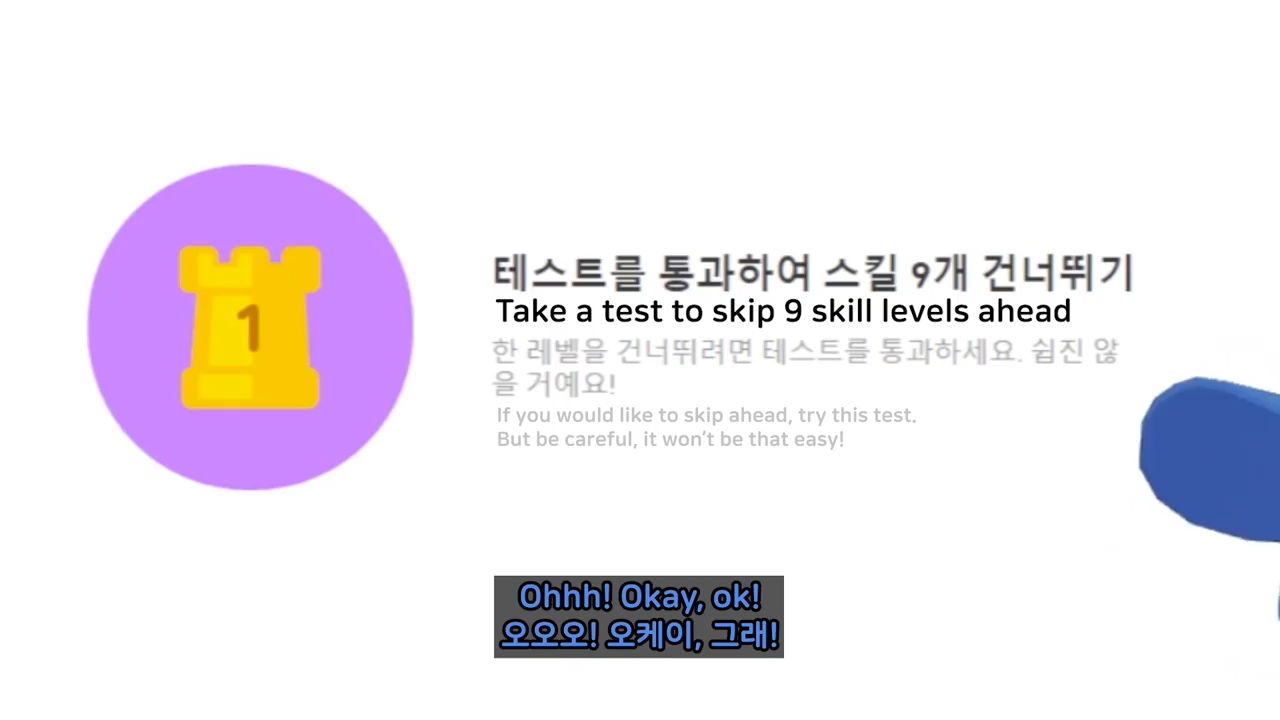 1
테스트를 통과하여 스킬 9개 건너뛰기
Take a test to skip 9 skill levels ahead
한 레벨을 건너뛰려면 테스트를 통과하세요. 쉽진 않
을 거예요!
If you would like to skip ahead, try this test.
But be careful, it won't be that easy!
Ohhh! Okay, ok!
오오오! 오케이, 그래!